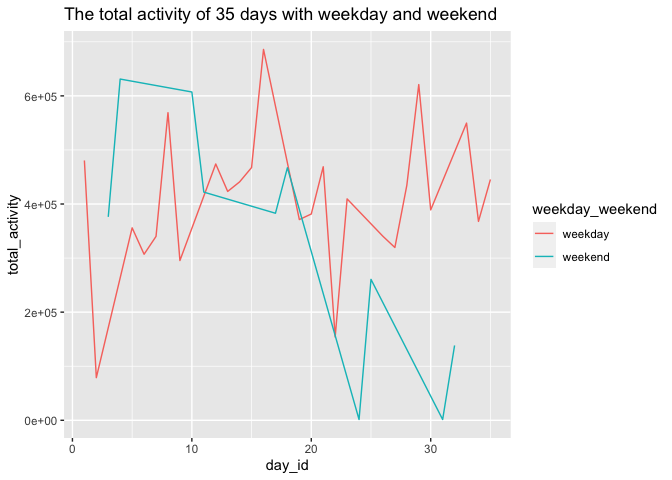 The total activity of 35 days with weekday and weekend
6e+05
4e+05
2e+05
0e+00
total_activity
0
10
20
30
day_id
weekday_weekend
weekday
weekend